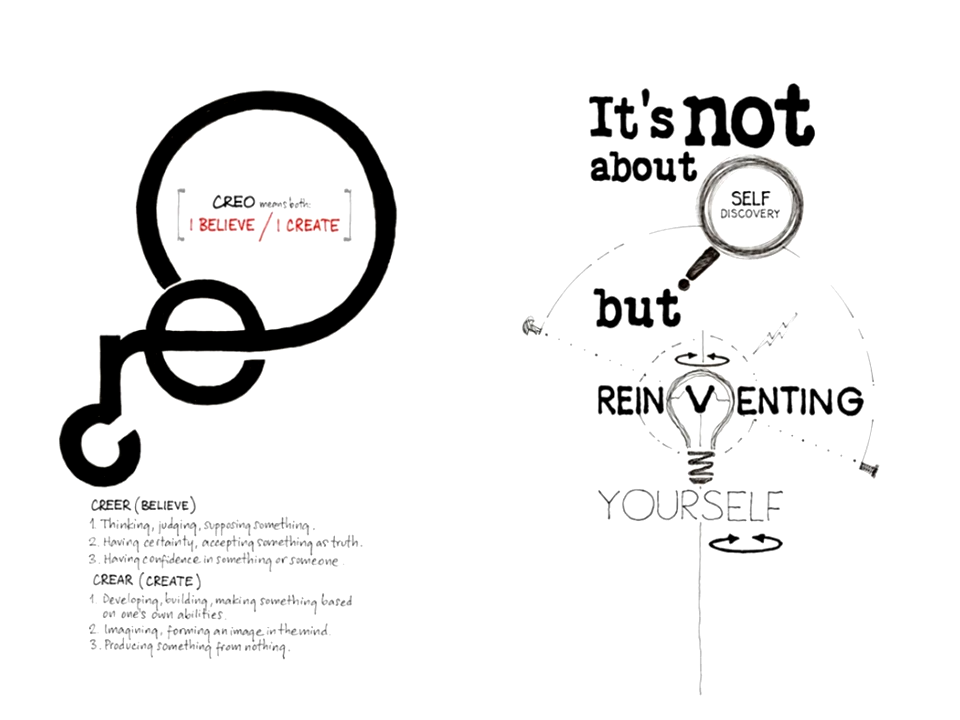 CREO means both:
I BELIEVE / I CREATE
CREER (BELIEVE)
1. Thinking, judging, supposing something.
2. Having certainty, accepting something as truth.
3. Having confidence in something or someone
CREAR (CREATE)
1. Developing, building, making something based
on one's own abilities.
2. Imagining, forming an image in the mind.
3. Producing something from nothing.
It's not
about
SELF
DISCOVERY
but
REINVENTING
YOURSELF